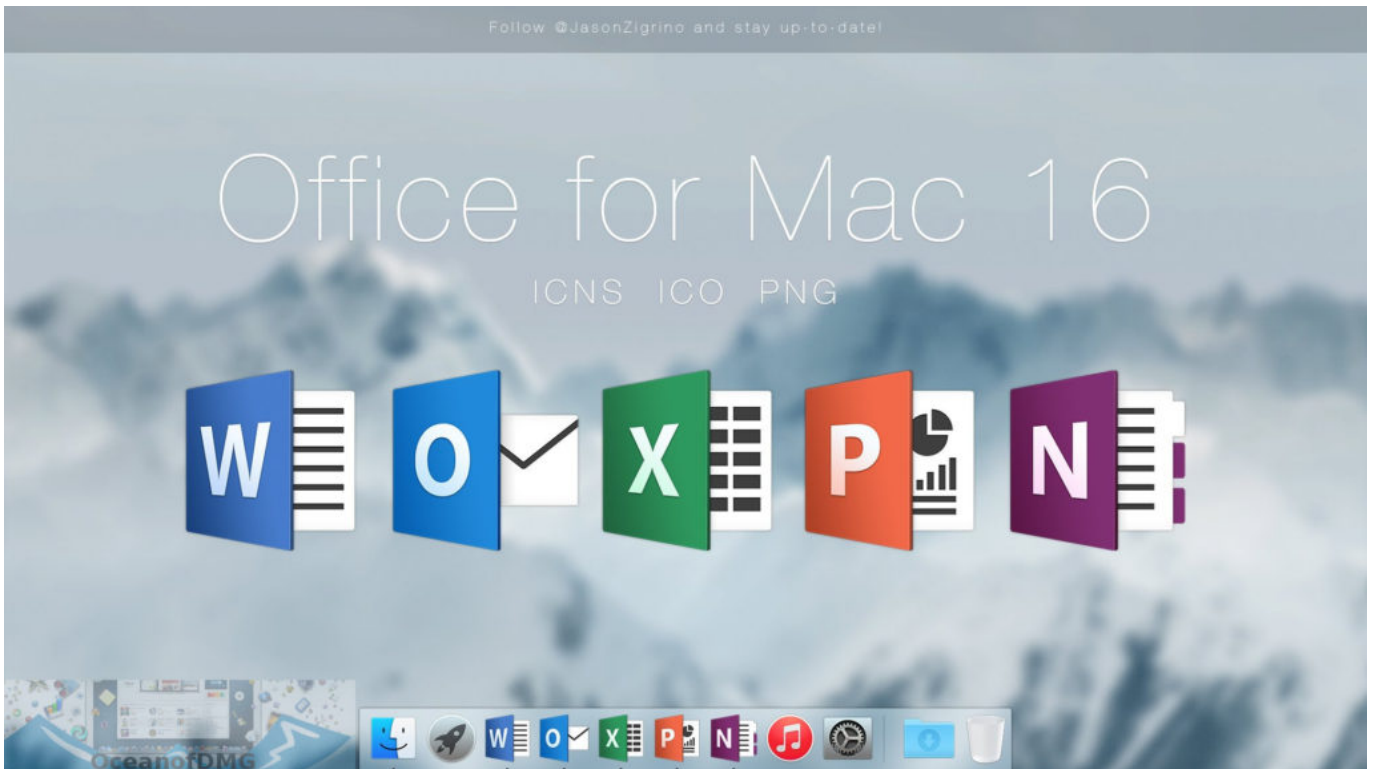 Follow @JasonZigrino and stay up-to-date!
Office for Mac 16
ICNS ICO PNG
W O X P N
OceanofDMG
W O X P N